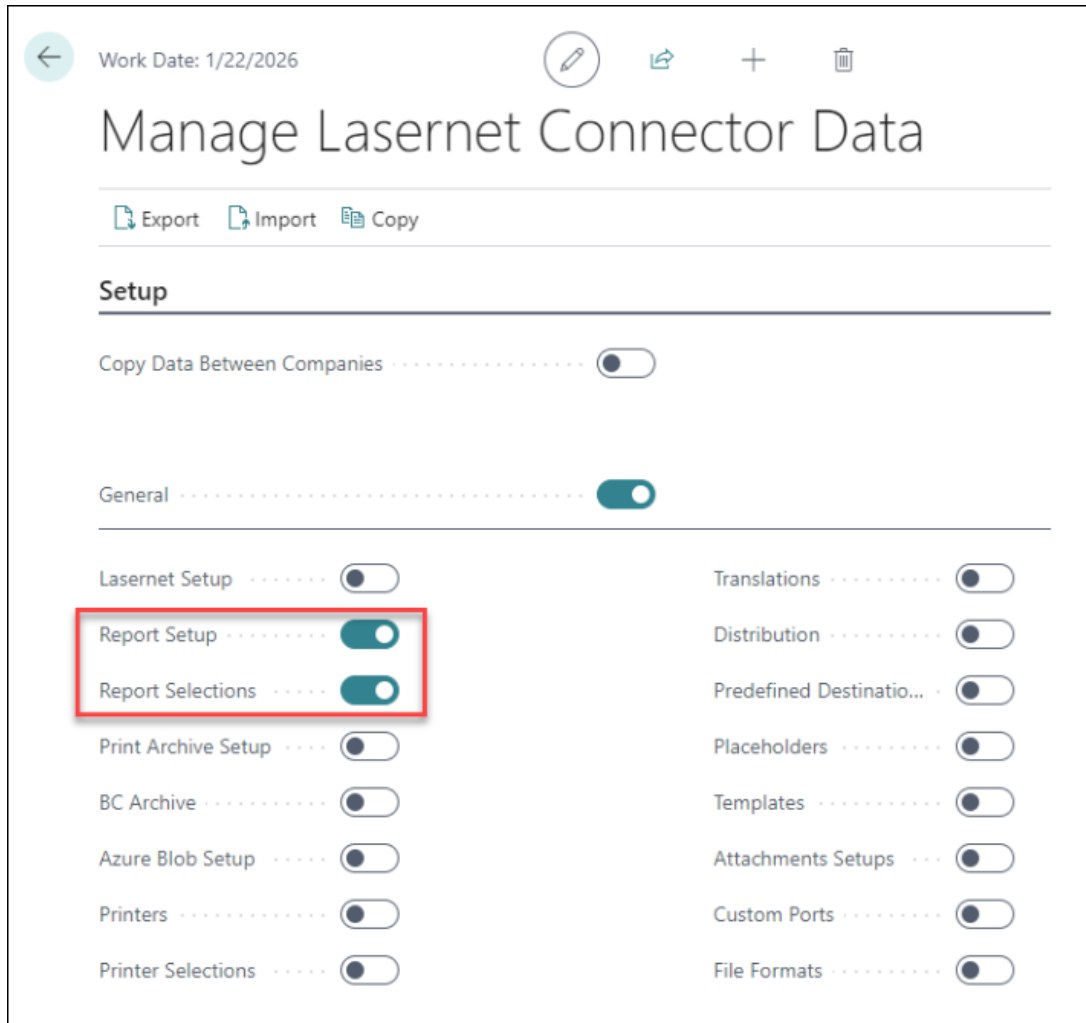 Work Date: 1/22/2026
Manage Lasernet Connector Data
Export Import Copy
Setup
Copy Data Between Companies
General
Lasernet Setup
Report Setup
Report Selections
Print Archive Setup
BC Archive
Azure Blob Setup
Printers
Printer Selections
Translations
Distribution
Predefined Destinatio...
Placeholders
Templates
Attachments Setups
Custom Ports
File Formats